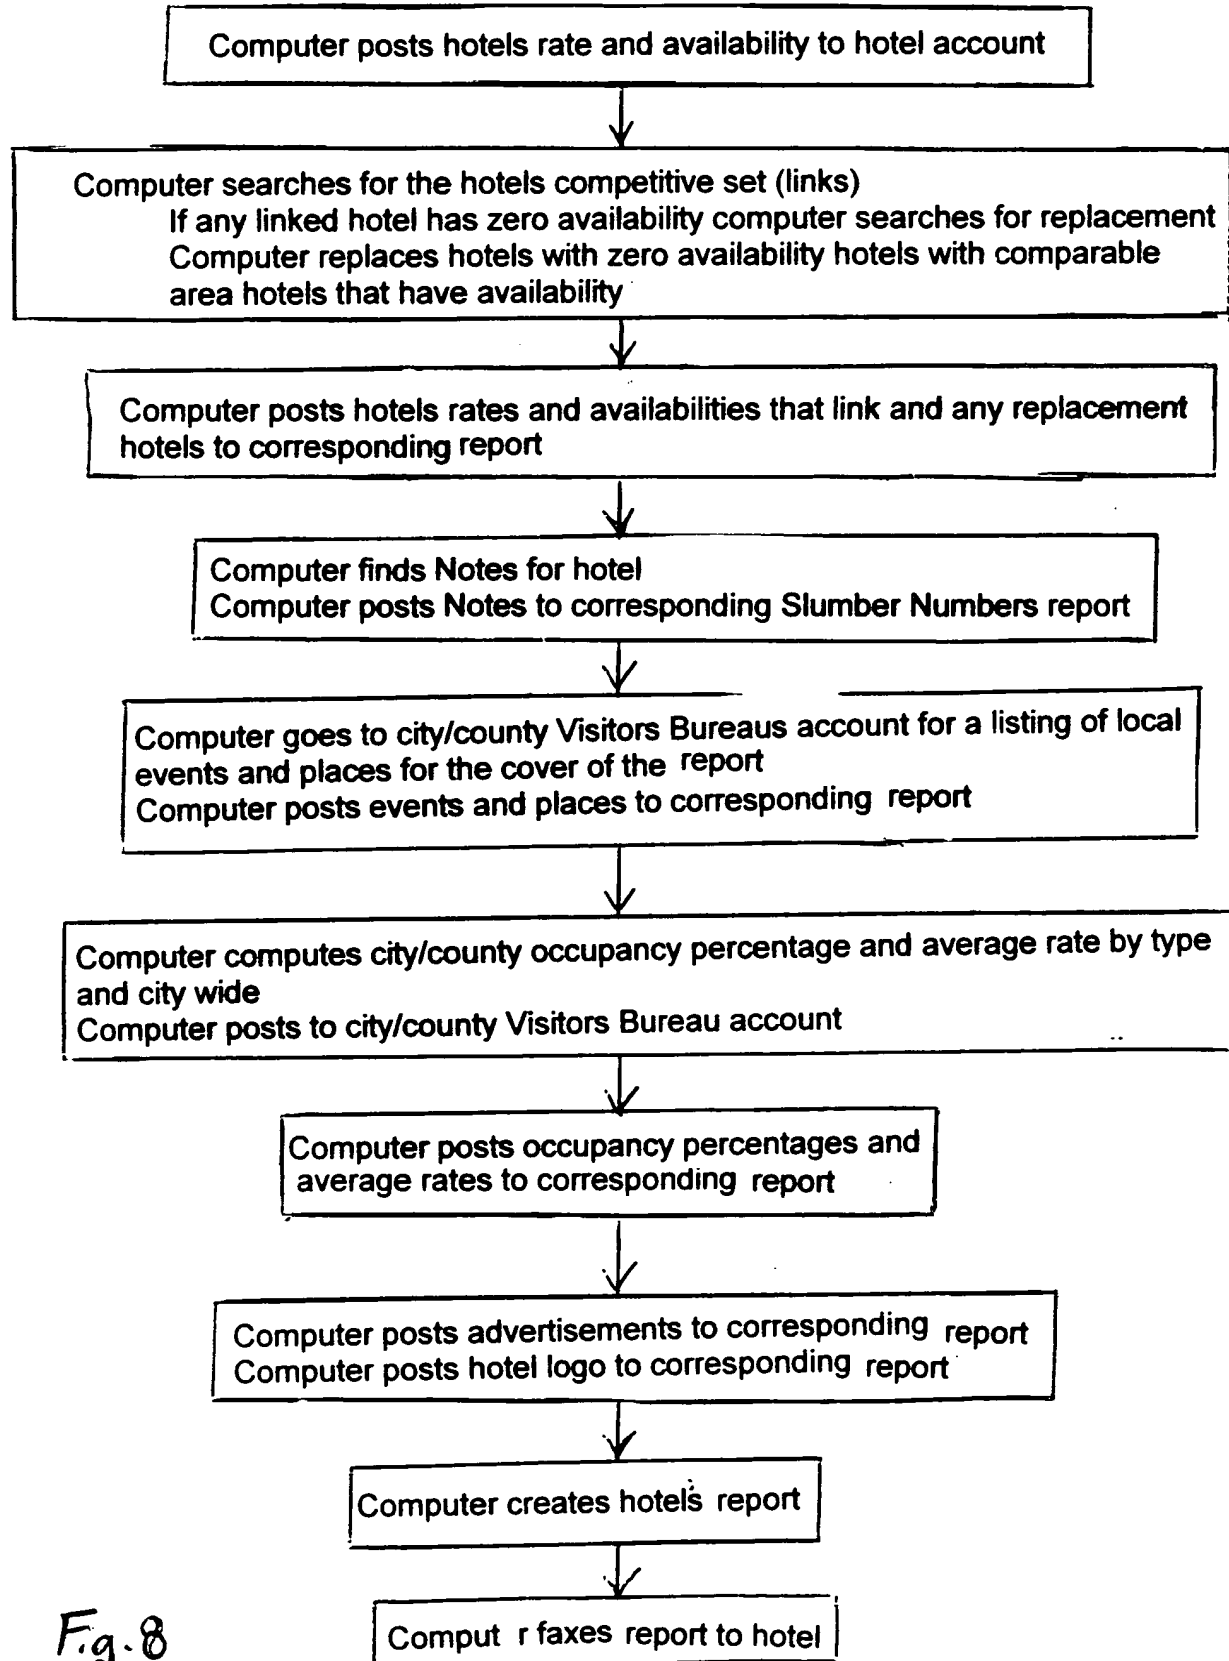 Computer posts hotels rate and availability to hotel account
Computer searches for the hotels competitive set (links)
If any linked hotel has zero availability computer searches for replacement
Computer replaces hotels with zero availability hotels with comparable
area hotels that have availability
Computer posts hotels rates and availabilities that link and any replacement
hotels to corresponding report
Computer finds Notes for hotel
Computer posts Notes to corresponding Slumber Numbers report
Computer goes to city/county Visitors Bureaus account for a listing of local
events and places for the cover of the report
Computer posts events and places to corresponding report
Computer computes city/county occupancy percentage and average rate by type
and city wide
Computer posts to city/county Visitors Bureau account
Computer posts occupancy percentages and
average rates to corresponding report
Computer posts advertisements to corresponding report
Computer posts hotel logo to corresponding report
Computer creates hotels report
Comput r faxes report to hotel
Fig. 8